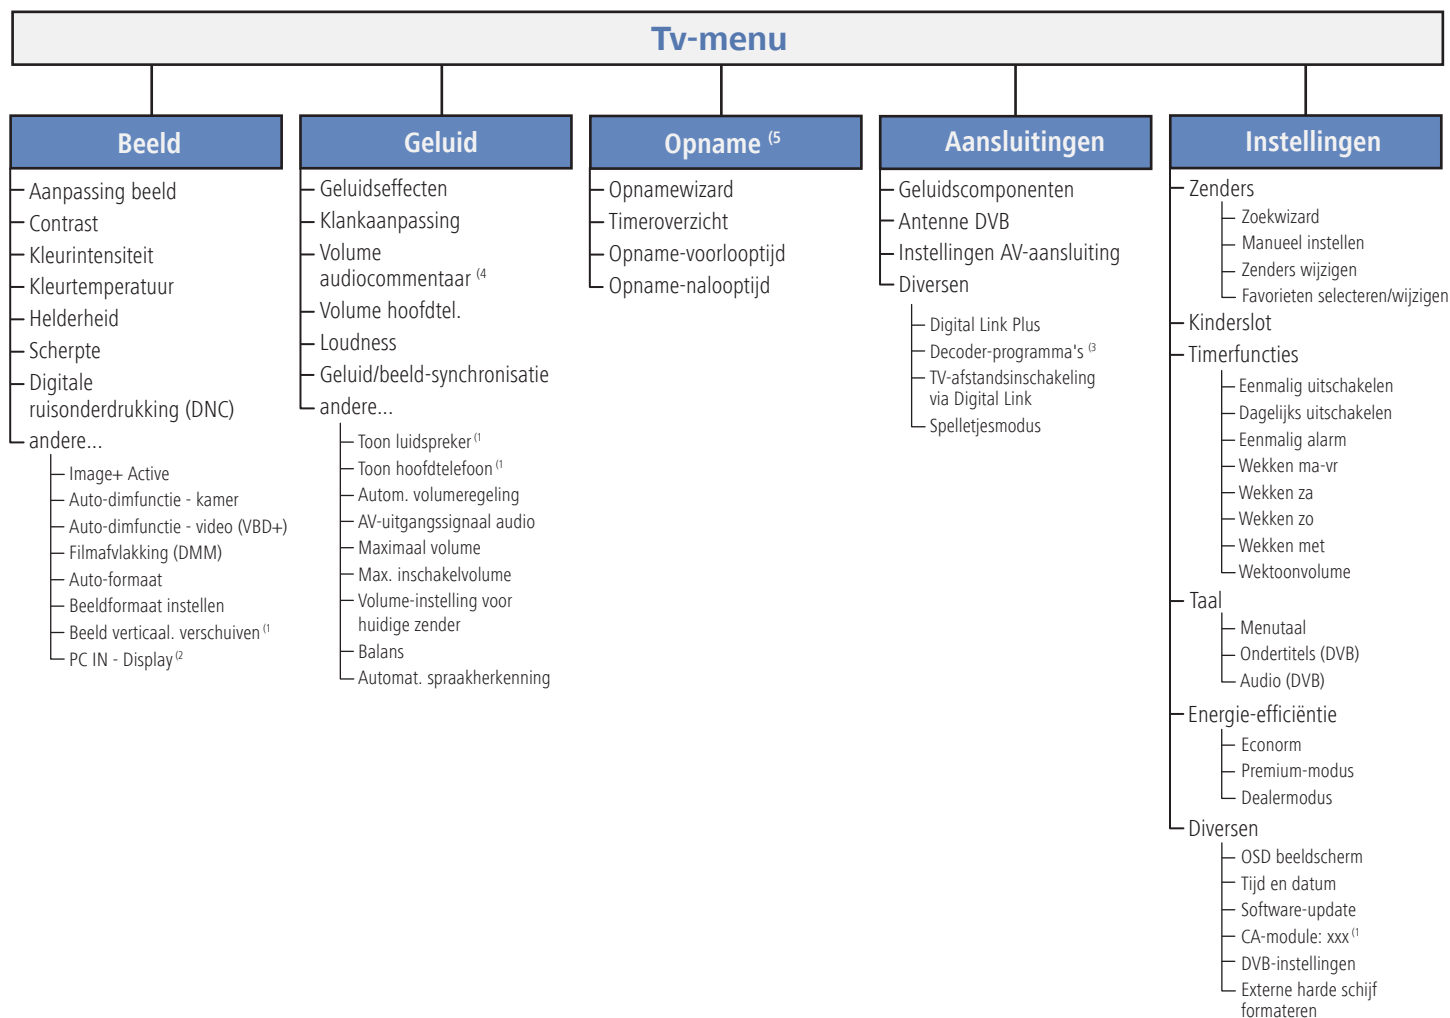 Tv-menu
Beeld
Aanpassing beeld
Contrast
Kleurintensiteit
Kleurtemperatuur
Helderheid
Scherpte
Digitale
ruisonderdrukking (DNC)
andere...
Image+ Active
Auto-dimfunctie - kamer
Auto-dimfunctie - video (VBD+)
Filmafvlakking (DMM)
Auto-formaat
Beeldformaat instellen
Beeld verticaal. verschuiven (1
PC IN - Display (2
Geluid
Geluidseffecten
Klankaanpassing
Volume
audiocommentaar (4
Volume hoofdtel.
Loudness
Geluid/beeld-synchronisatie
andere...
Toon luidspreker (1
Toon hoofdtelefoon (1
Autom. volumeregeling
AV-uitgangssignaal audio
Maximaal volume
Max. inschakelvolume
Volume-instelling voor
huidige zender
Balans
Automat. spraakherkenning
Opname (5
Opnamewizard
Timeroverzicht
Opname-voorlooptijd
Opname-nalooptijd
Aansluitingen
Geluidscomponenten
Antenne DVB
Instellingen AV-aansluiting
Diversen
Digital Link Plus
Decoder-programma's (3
TV-afstandsinschakeling
via Digital Link
Spelletjesmodus
Instellingen
Zenders
Zoekwizard
Manueel instellen
Zenders wijzigen
Favorieten selecteren/wijzigen
Kinderslot
Timerfuncties
Eenmalig uitschakelen
Dagelijks uitschakelen
Eenmalig alarm
Wekken ma-vr
Wekken za
Wekken zo
Wekken met
Wektoonvolume
Taal
Menutaal
Ondertitels (DVB)
Audio (DVB)
Energie-efficiëntie
Econorm
Premium-modus
Dealermodus
Diversen
OSD beeldscherm
Tijd en datum
Software-update
CA-module: xxx (1
DVB-instellingen
Externe harde schijf
formateren